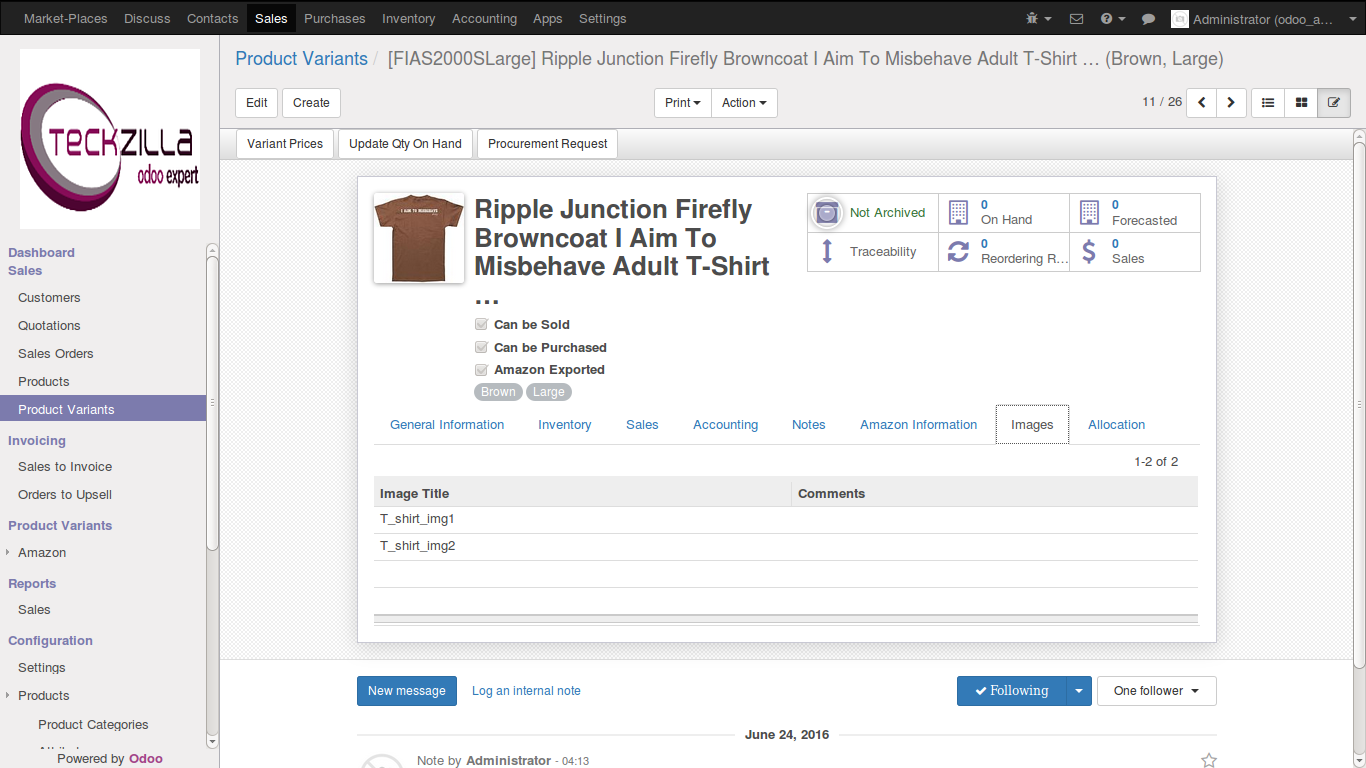 Market-Places Discuss Contacts Sales Purchases Inventory Accounting Apps Settings Administrator (odoo_a…
TECKZILLA
odoo expert
Dashboard
Sales
Customers
Quotations
Sales Orders
Products
Product Variants
Invoicing
Sales to Invoice
Orders to Upsell
Product Variants
Amazon
Reports
Sales
Configuration
Settings
Products
Product Categories
Powered by Odoo
Product Variants / [FIAS2000SLarge] Ripple Junction Firefly Browncoat I Aim To Misbehave Adult T-Shirt … (Brown, Large)
Edit Create Print Action 11 / 26
Variant Prices Update Qty On Hand Procurement Request
I AIM TO MISBEHAVE
Ripple Junction Firefly
Browncoat I Aim To
Misbehave Adult T-Shirt
…
Not Archived
0
On Hand
0
Forecasted
Traceability
0
Reordering R…
0
Sales
Can be Sold
Can be Purchased
Amazon Exported
Brown Large
General Information Inventory Sales Accounting Notes Amazon Information Images Allocation
1-2 of 2
Image Title Comments
T_shirt_img1
T_shirt_img2
New message Log an internal note Following One follower
June 24, 2016
Note by Administrator - 04:13